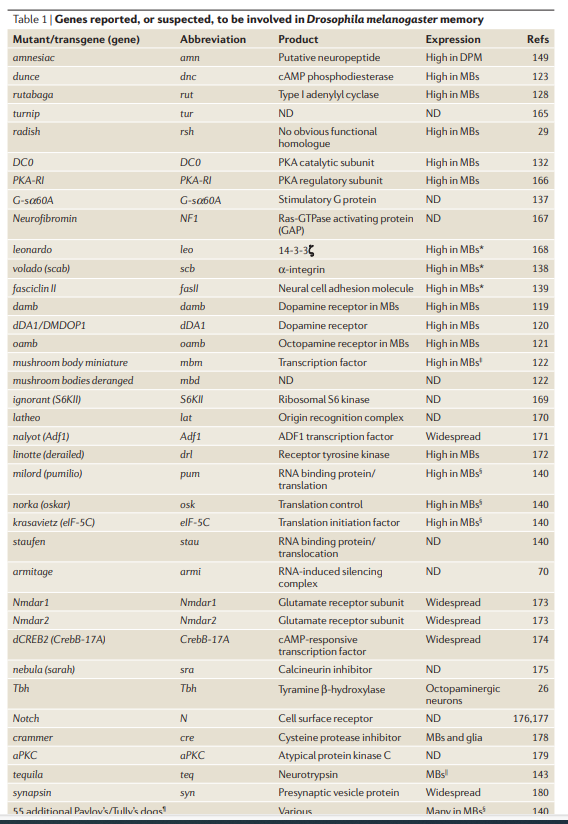 Table 1 | Genes reported, or suspected, to be involved in Drosophila melanogaster memory
Mutant/transgene (gene) Abbreviation Product Expression Refs
amnesiac amn Putative neuropeptide High in DPM 149
dunce dnc cAMP phosphodiesterase High in MBs 123
rutabaga rut Type I adenylyl cyclase High in MBs 128
turnip tur ND ND 165
radish rsh No obvious functional High in MBs 29
homologue
DC0 DC0 PKA catalytic subunit High in MBs 132
PKA-RI PKA-RI PKA regulatory subunit High in MBs 166
G-sα60A G-sα60A Stimulatory G protein ND 137
Neurofibromin NF1 Ras-GTPase activating protein ND 167
(GAP)
leonardo leo 14-3-3ζ High in MBs* 168
volado (scab) scb α-integrin High in MBs* 138
fasciclin II fasII Neural cell adhesion molecule High in MBs* 139
damb damb Dopamine receptor in MBs High in MBs 119
dDA1/DMDOP1 dDA1 Dopamine receptor High in MBs 120
oamb oamb Octopamine receptor in MBs High in MBs 121
mushroom body miniature mbm Transcription factor High in MBs‖ 122
mushroom bodies deranged mbd ND ND 122
ignorant (S6KII) S6KII Ribosomal S6 kinase ND 169
latheo lat Origin recognition complex ND 170
nalyot (Adf1) Adf1 ADF1 transcription factor Widespread 171
linotte (derailed) drl Receptor tyrosine kinase High in MBs 172
milord (pumilio) pum RNA binding protein/ High in MBs§ 140
translation
norka (oskar) osk Translation control High in MBs§ 140
krasavietz (eIF-5C) eIF-5C Translation initiation factor High in MBs§ 140
staufen stau RNA binding protein/ ND 140
translocation
armitage armi RNA-induced silencing ND 70
complex
Nmdar1 Nmdar1 Glutamate receptor subunit Widespread 173
Nmdar2 Nmdar2 Glutamate receptor subunit Widespread 173
dCREB2 (CrebB-17A) CrebB-17A cAMP-responsive Widespread 174
transcription factor
nebula (sarah) sra Calcineurin inhibitor ND 175
Tbh Tbh Tyramine β-hydroxylase Octopaminergic 26
neurons
Notch N Cell surface receptor ND 176,177
crammer cre Cysteine protease inhibitor MBs and glia 178
aPKC aPKC Atypical protein kinase C ND 179
tequila teq Neurotrypsin MBs‖ 143
synapsin syn Presynaptic vesicle protein Widespread 180
55 additional Pavlov's/Tully's dogs¶ Various Many in MBs§ 140